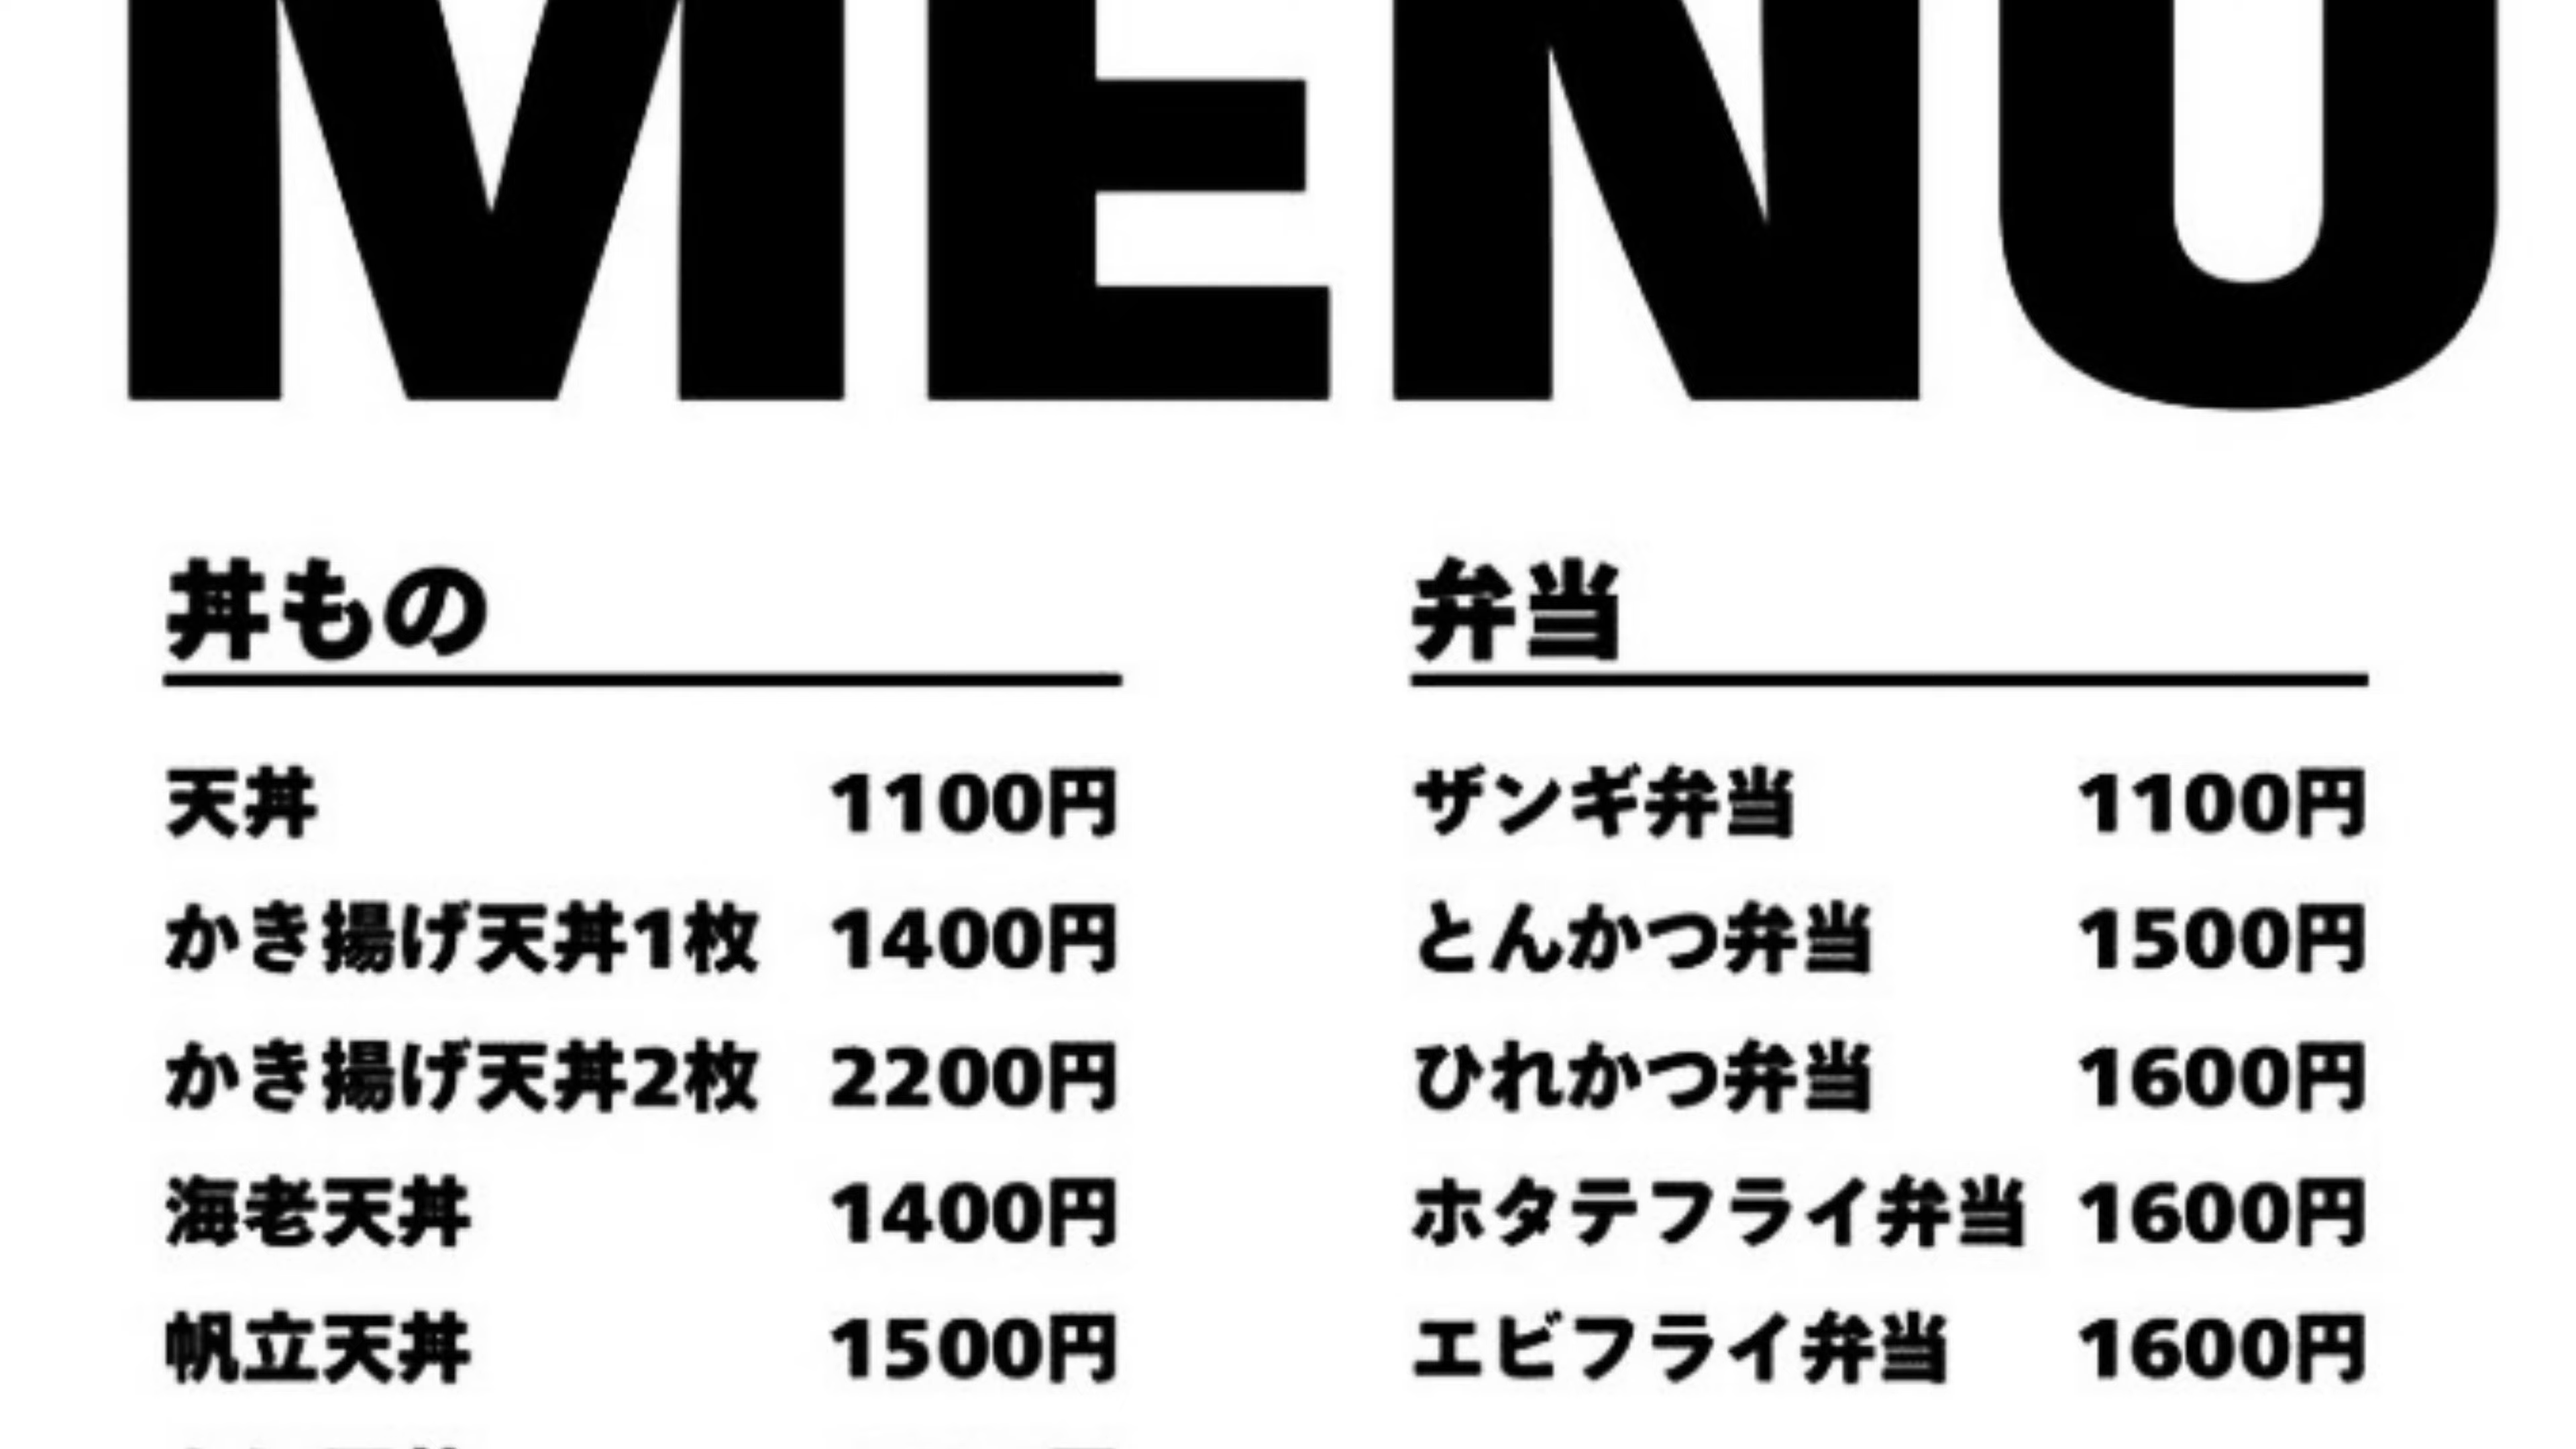 MENU
丼もの
天丼 1100円
かき揚げ天丼1枚 1400円
かき揚げ天丼2枚 2200円
海老天丼 1400円
帆立天丼 1500円
弁当
ザンギ弁当 1100円
とんかつ弁当 1500円
ひれかつ弁当 1600円
ホタテフライ弁当 1600円
エビフライ弁当 1600円